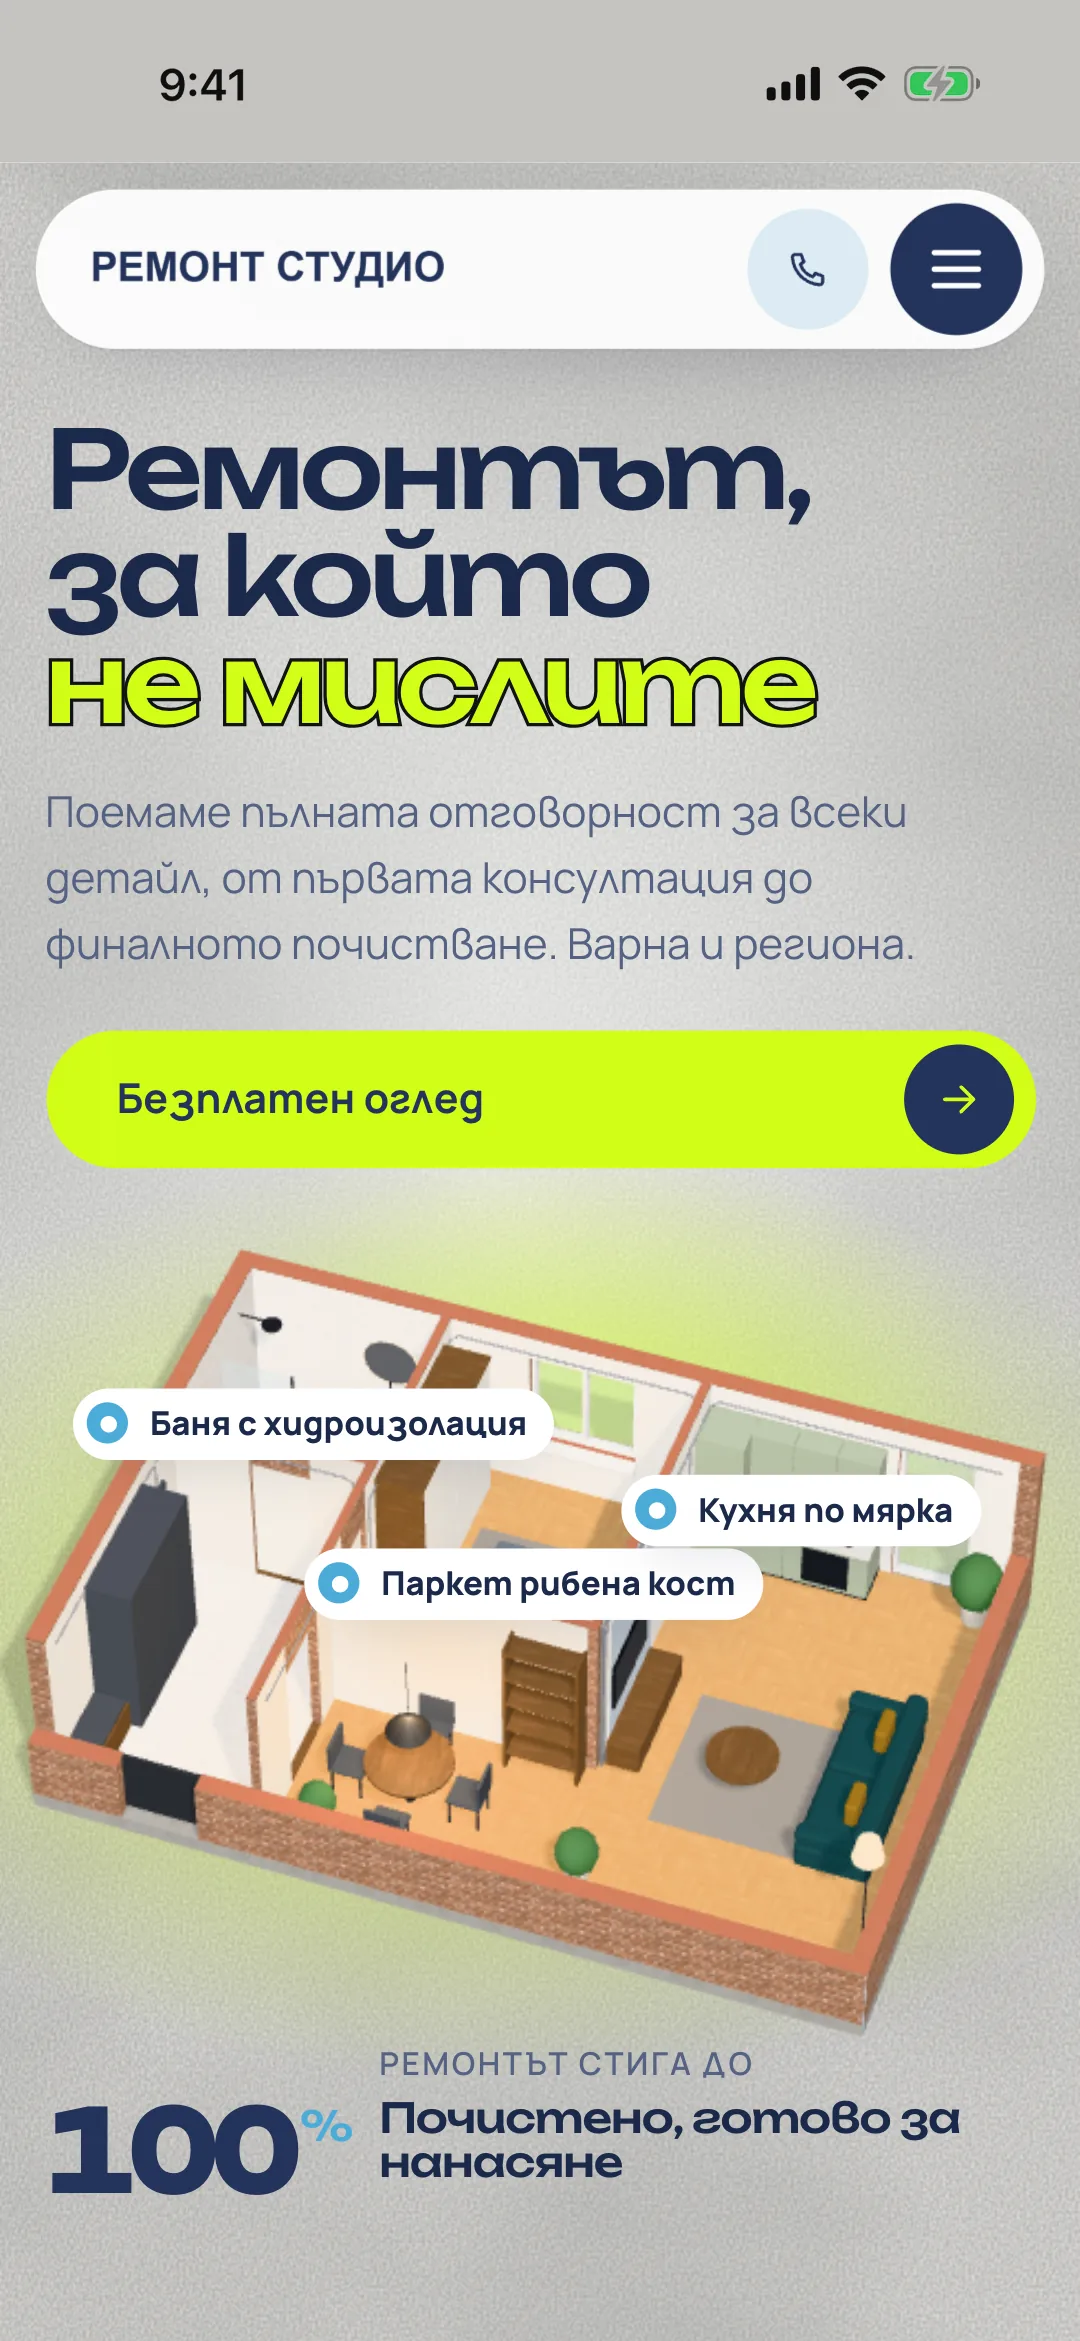 9:41
РЕМОНТ СТУДИО
Ремонтът,
за който
не мислите
Поемаме пълната отговорност за всеки
детайл, от първата консултация до
финалното почистване. Варна и региона.
Безплатен оглед
Баня с хидроизолация
Кухня по мярка
Паркет рибена кост
РЕМОНТЪТ СТИГА ДО
100%
Почистено, готово за
нанасяне